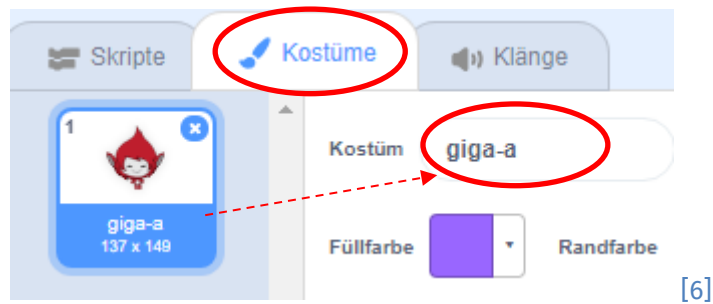 Skripte
Kostüme
Klänge
1
giga-a
137 x 149
Kostüm
giga-a
Füllfarbe
Randfarbe
[6]